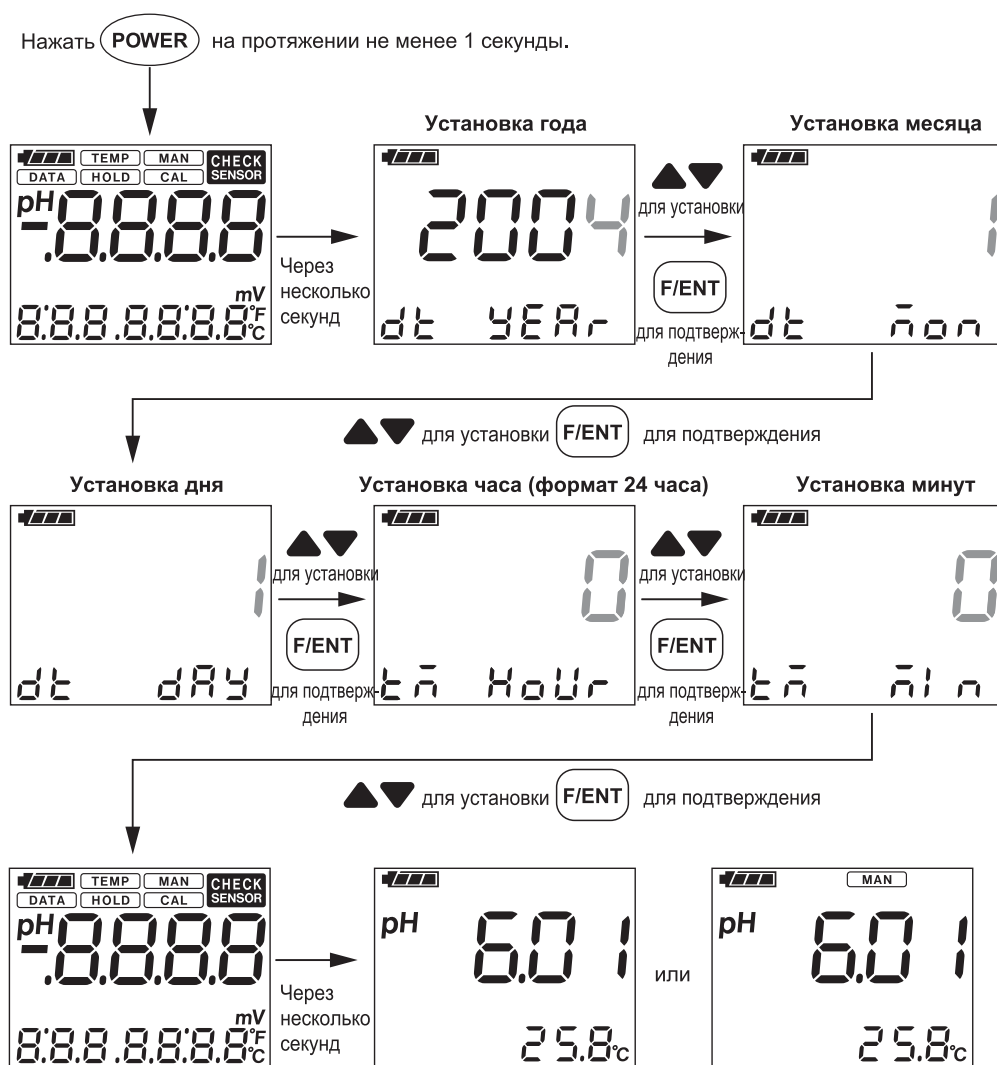 Нажать POWER на протяжении не менее 1 секунды.
Установка года
Установка месяца
TEMP MAN CHECK SENSOR
DATA HOLD CAL
pH
-.8.8.8.8
mV
8:8.8.8.8:8.8 °F °C
Через
несколько
секунд
2004
dt YEAr
для установки
F/ENT
для подтверж-
дения
1
dt mon
для установки F/ENT для подтверждения
Установка дня
Установка часа (формат 24 часа)
Установка минут
1
dt dAY
для установки
F/ENT
для подтверж-
дения
0
tm HoUr
для установки
F/ENT
для подтверж-
дения
0
tm mIn
для установки F/ENT для подтверждения
TEMP MAN CHECK SENSOR
DATA HOLD CAL
pH
-.8.8.8.8
mV
8:8.8.8.8:8.8 °F °C
Через
несколько
секунд
pH 6.01
25.8°C
или
MAN
pH 6.01
25.8°C